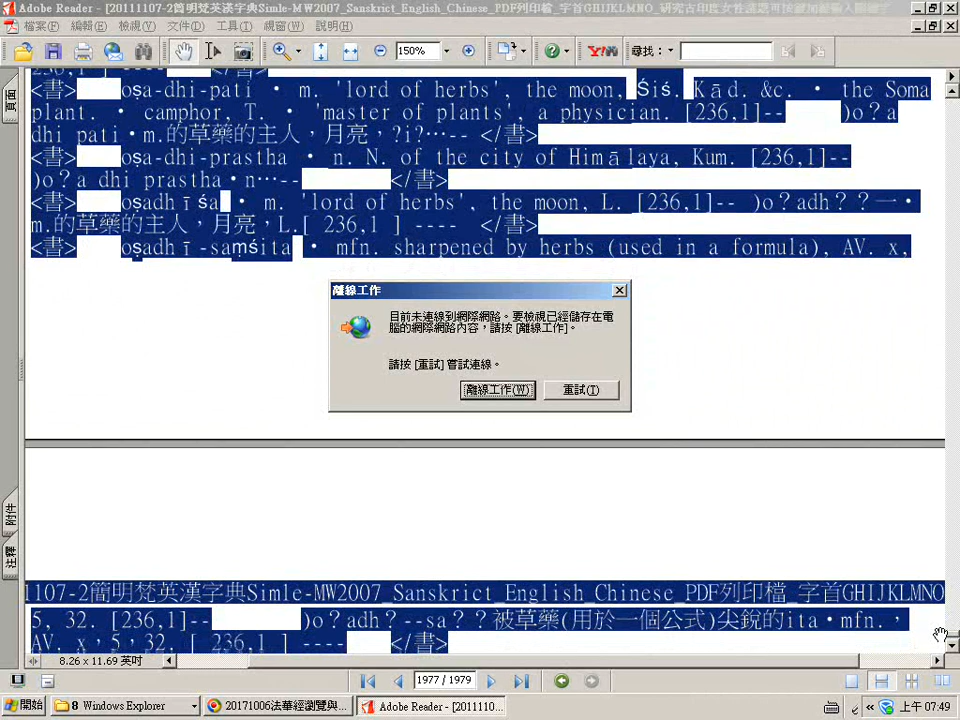 Adobe Reader - [20111107-2簡明梵英漢字典Simle-MW2007_Sanskrict_English_Chinese_PDF列印檔_字首GHIJKLMNO_研究古印度女性議題可
檔案(F) 編輯(E) 檢視(V) 文件(D) 工具(T) 視窗(W) 說明(H)
150% Y! 尋找：
頁面
236,1 ] ---- </書>
<書> oṣa-dhi-pati • m. 'lord of herbs', the moon, Śiś. Kād. &c. • the Soma
plant. • camphor, T. • 'master of plants', a physician. [236,1]-- )o？a
dhi pati•m.的草藥的主人，月亮，?i?…-- </書>
<書> oṣa-dhi-prastha • n. N. of the city of Himālaya, Kum. [236,1]--
)o？a dhi prastha•n…-- </書>
<書> oṣadhīśa • m. 'lord of herbs', the moon, L. [236,1]-- )o？adh？？一•
m.的草藥的主人，月亮，L.[ 236,1 ] ---- </書>
<書> oṣadhī-saṃśita • mfn. sharpened by herbs (used in a formula), AV. x,
離線工作
目前未連線到網際網路。要檢視已經儲存在電
腦的網際網路內容，請按 [離線工作]。
請按 [重試] 嘗試連線。
離線工作(W) 重試(T)
附件
注釋
1107-2簡明梵英漢字典Simle-MW2007_Sanskrict_English_Chinese_PDF列印檔_字首GHIJKLMNO
5, 32. [236,1]-- )o？adh？--sa？？被草藥(用於一個公式)尖銳的ita•mfn.，
AV. x，5，32. [ 236,1 ] ---- </書>
8.26 x 11.69 英吋
1977 / 1979
開始 8 Windows Explorer 20171006法華經瀏覽與... Adobe Reader - [2011110... 上午 07:49